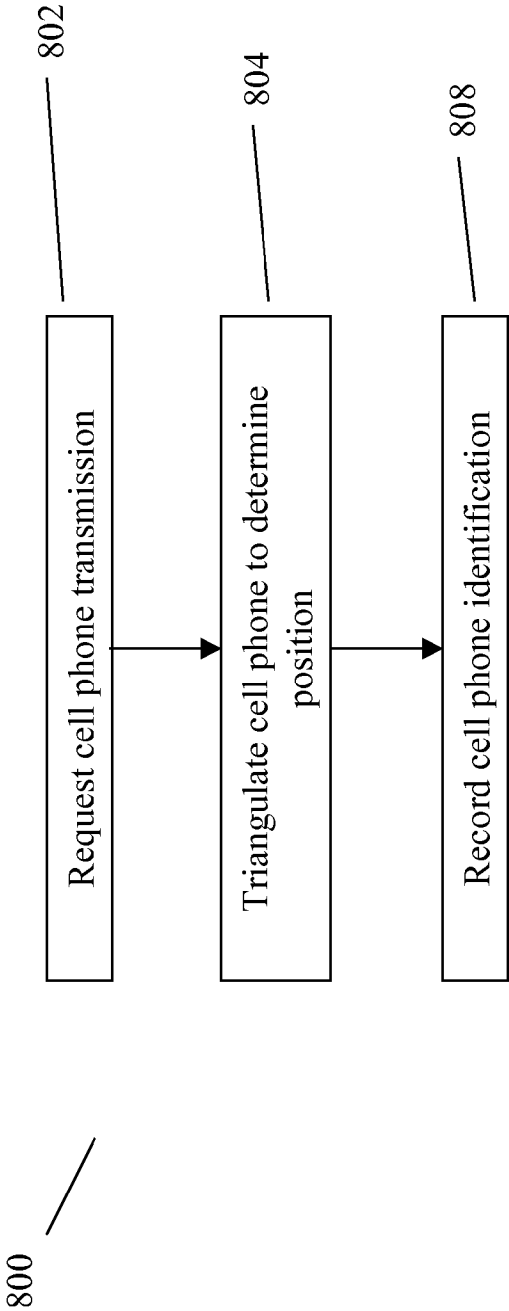 800
Request cell phone transmission
802
Triangulate cell phone to determine
position
804
Record cell phone identification
808